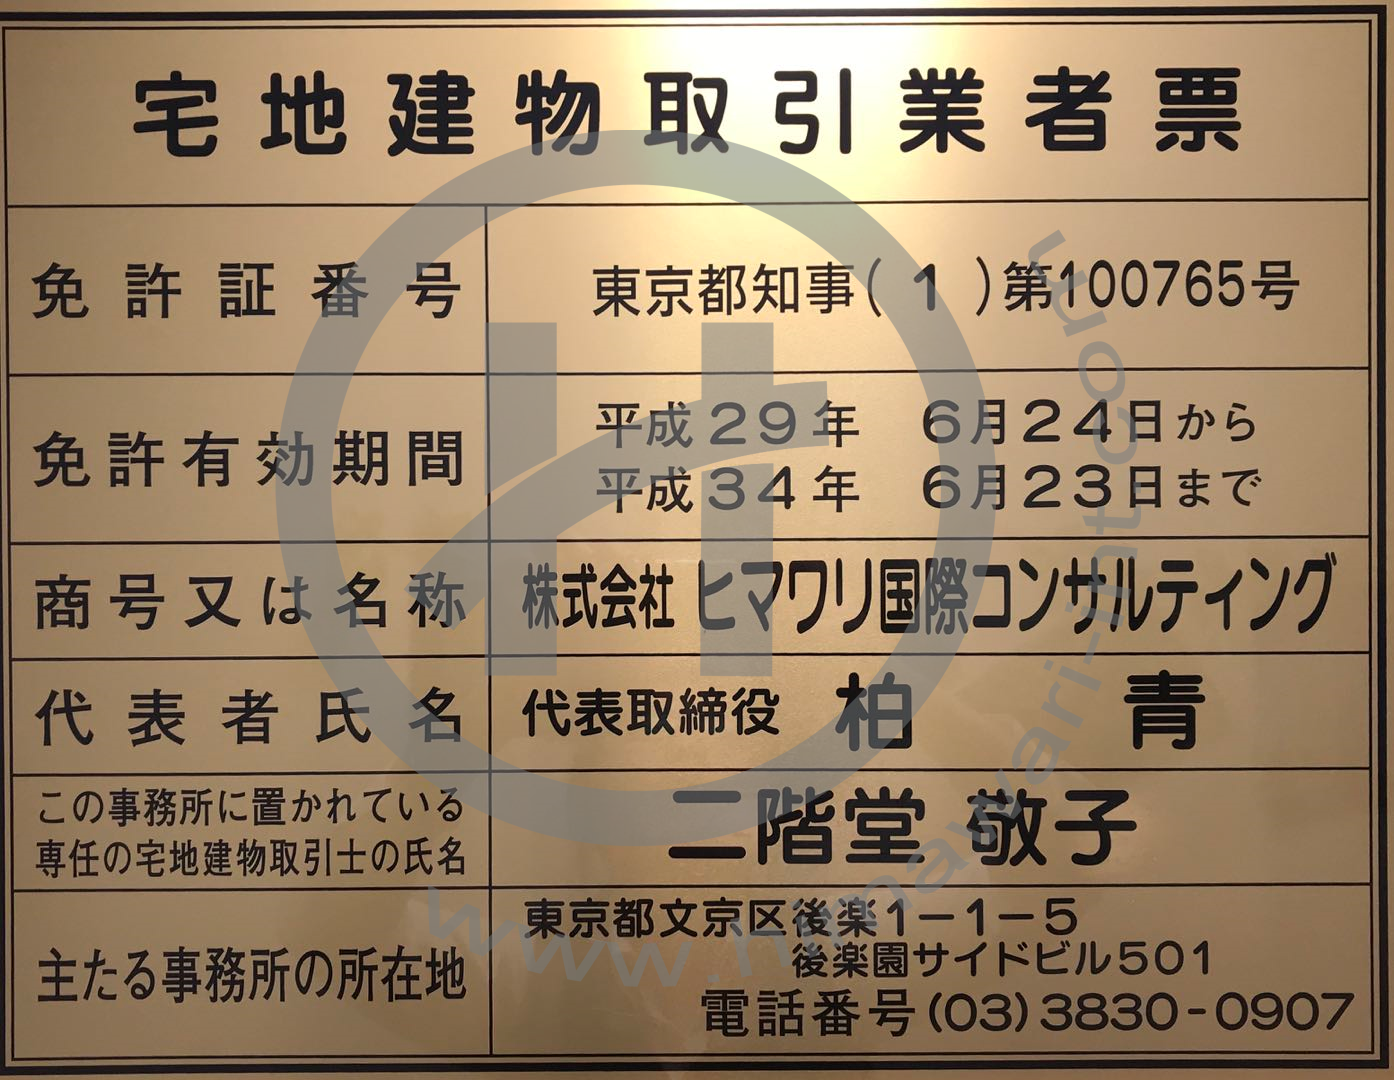 宅地建物取引業者票
免許証番号
東京都知事(1)第100765号
免許有効期間
平成29年 6月24日から
平成34年 6月23日まで
商号又は名称
株式会社 ヒマワリ国際コンサルティング
代表者氏名
代表取締役 柏 青
この事務所に置かれている
専任の宅地建物取引士の氏名
二階堂 敬子
主たる事務所の所在地
東京都文京区後楽1-1-5
後楽園サイドビル501
電話番号(03)3830-0907
www.himawari-int.com